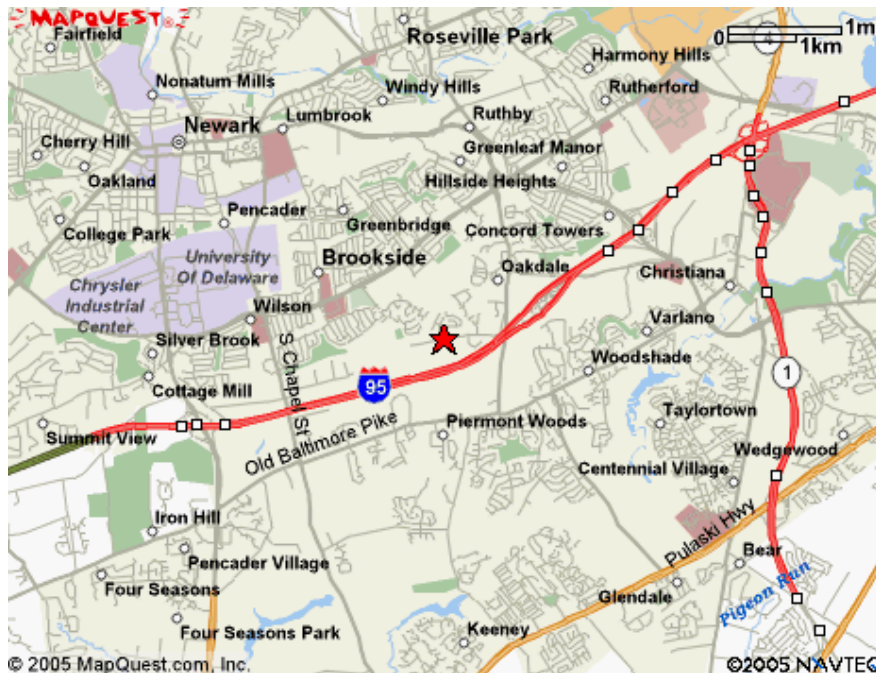 MAPQUEST
Fairfield
Roseville Park
4
0 1m
1km
Harmony Hills
Nonatum Mills
Windy Hills
Rutherford
Lumbrook
Ruthby
Newark
Cherry Hill
Greenleaf Manor
Oakland
Hillside Heights
Pencader
Greenbridge
College Park
Concord Towers
University
Of Delaware
Brookside
Oakdale
Christiana
Chrysler
Industrial
Center
Wilson
Varlano
Silver Brook
S Chapel St
Woodshade
1
Cottage Mill
95
Taylortown
Summit View
Old Baltimore Pike
Piermont Woods
Wedgewood
Centennial Village
Iron Hill
Pulaski Hwy
Pencader Village
Bear
Four Seasons
Glendale
Pigeon Run
Four Seasons Park
Keeney
© 2005 MapQuest.com, Inc.
©2005 NAVTEQ